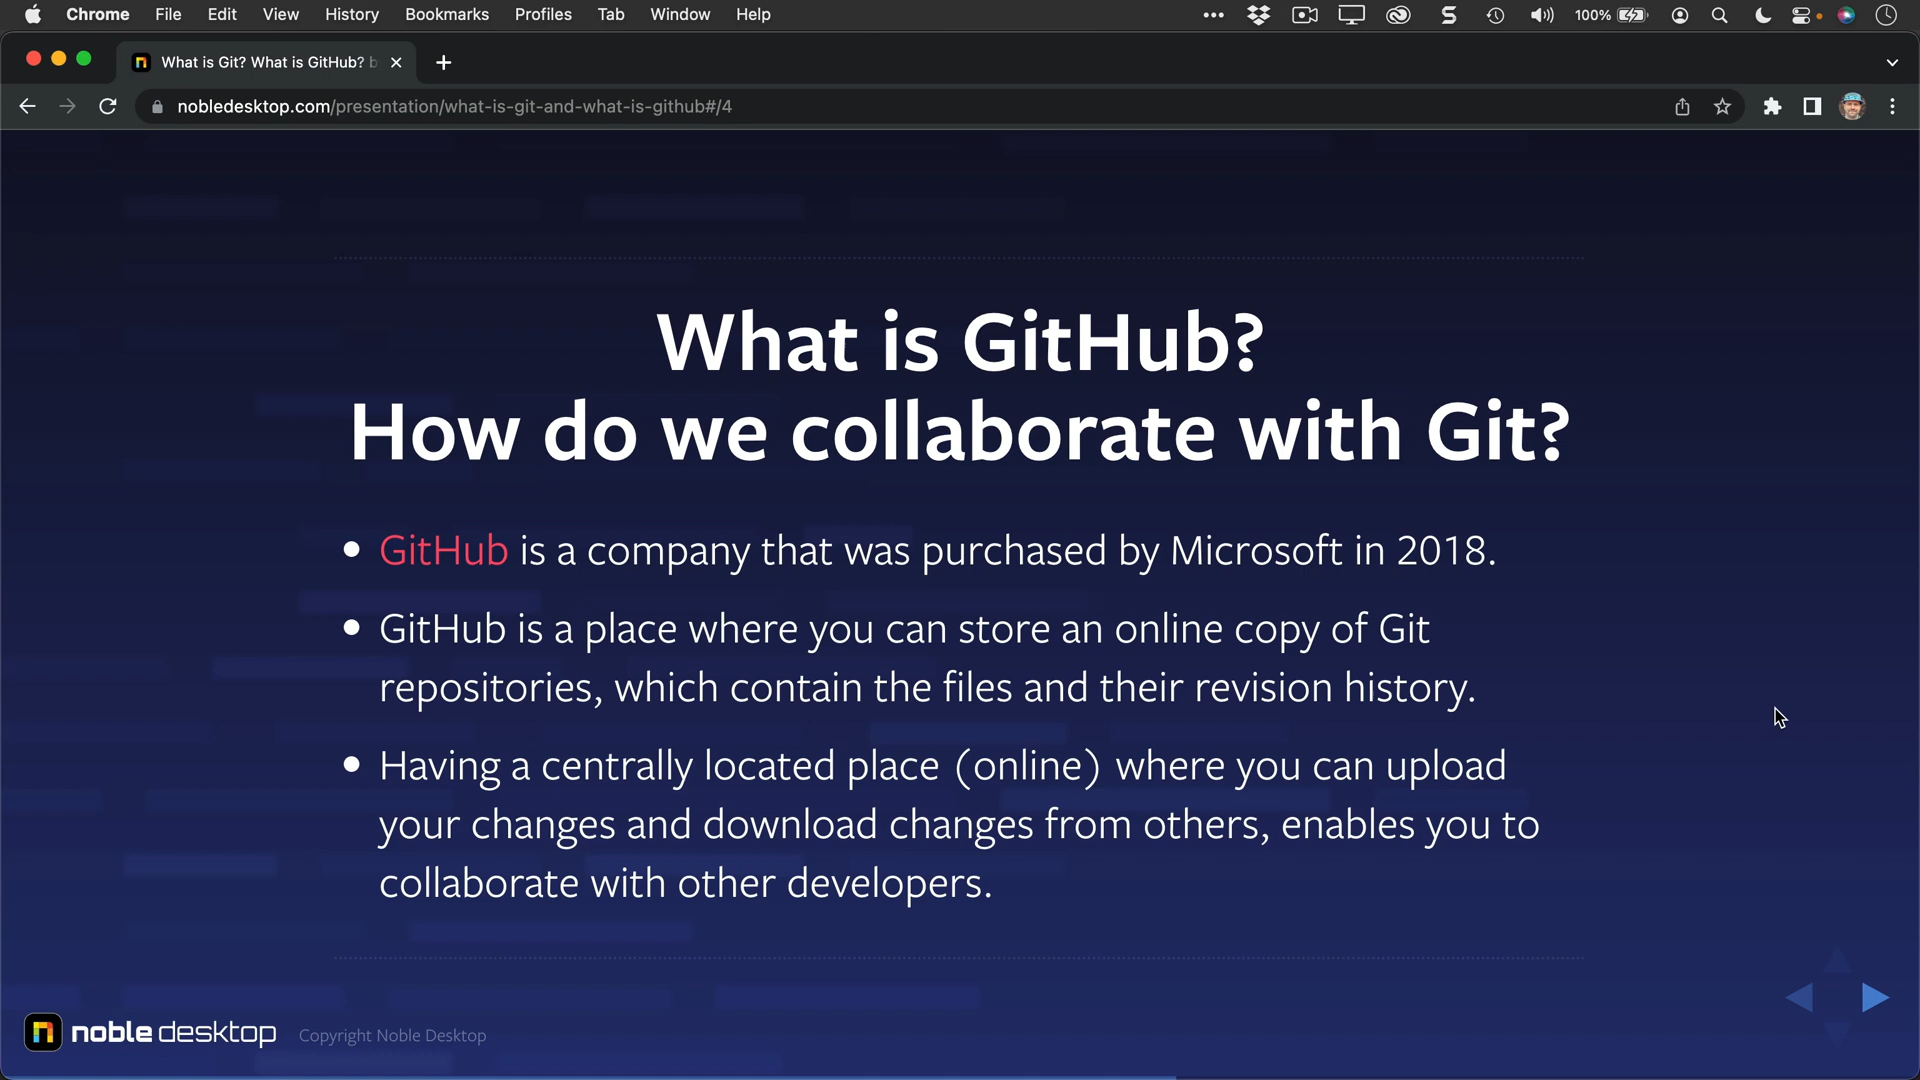 Chrome File Edit View History Bookmarks Profiles Tab Window Help 100%
What is Git? What is GitHub? b
nobledesktop.com/presentation/what-is-git-and-what-is-github#/4
What is GitHub?
How do we collaborate with Git?
• GitHub is a company that was purchased by Microsoft in 2018.
• GitHub is a place where you can store an online copy of Git
repositories, which contain the files and their revision history.
• Having a centrally located place (online) where you can upload
your changes and download changes from others, enables you to
collaborate with other developers.
n noble desktop Copyright Noble Desktop